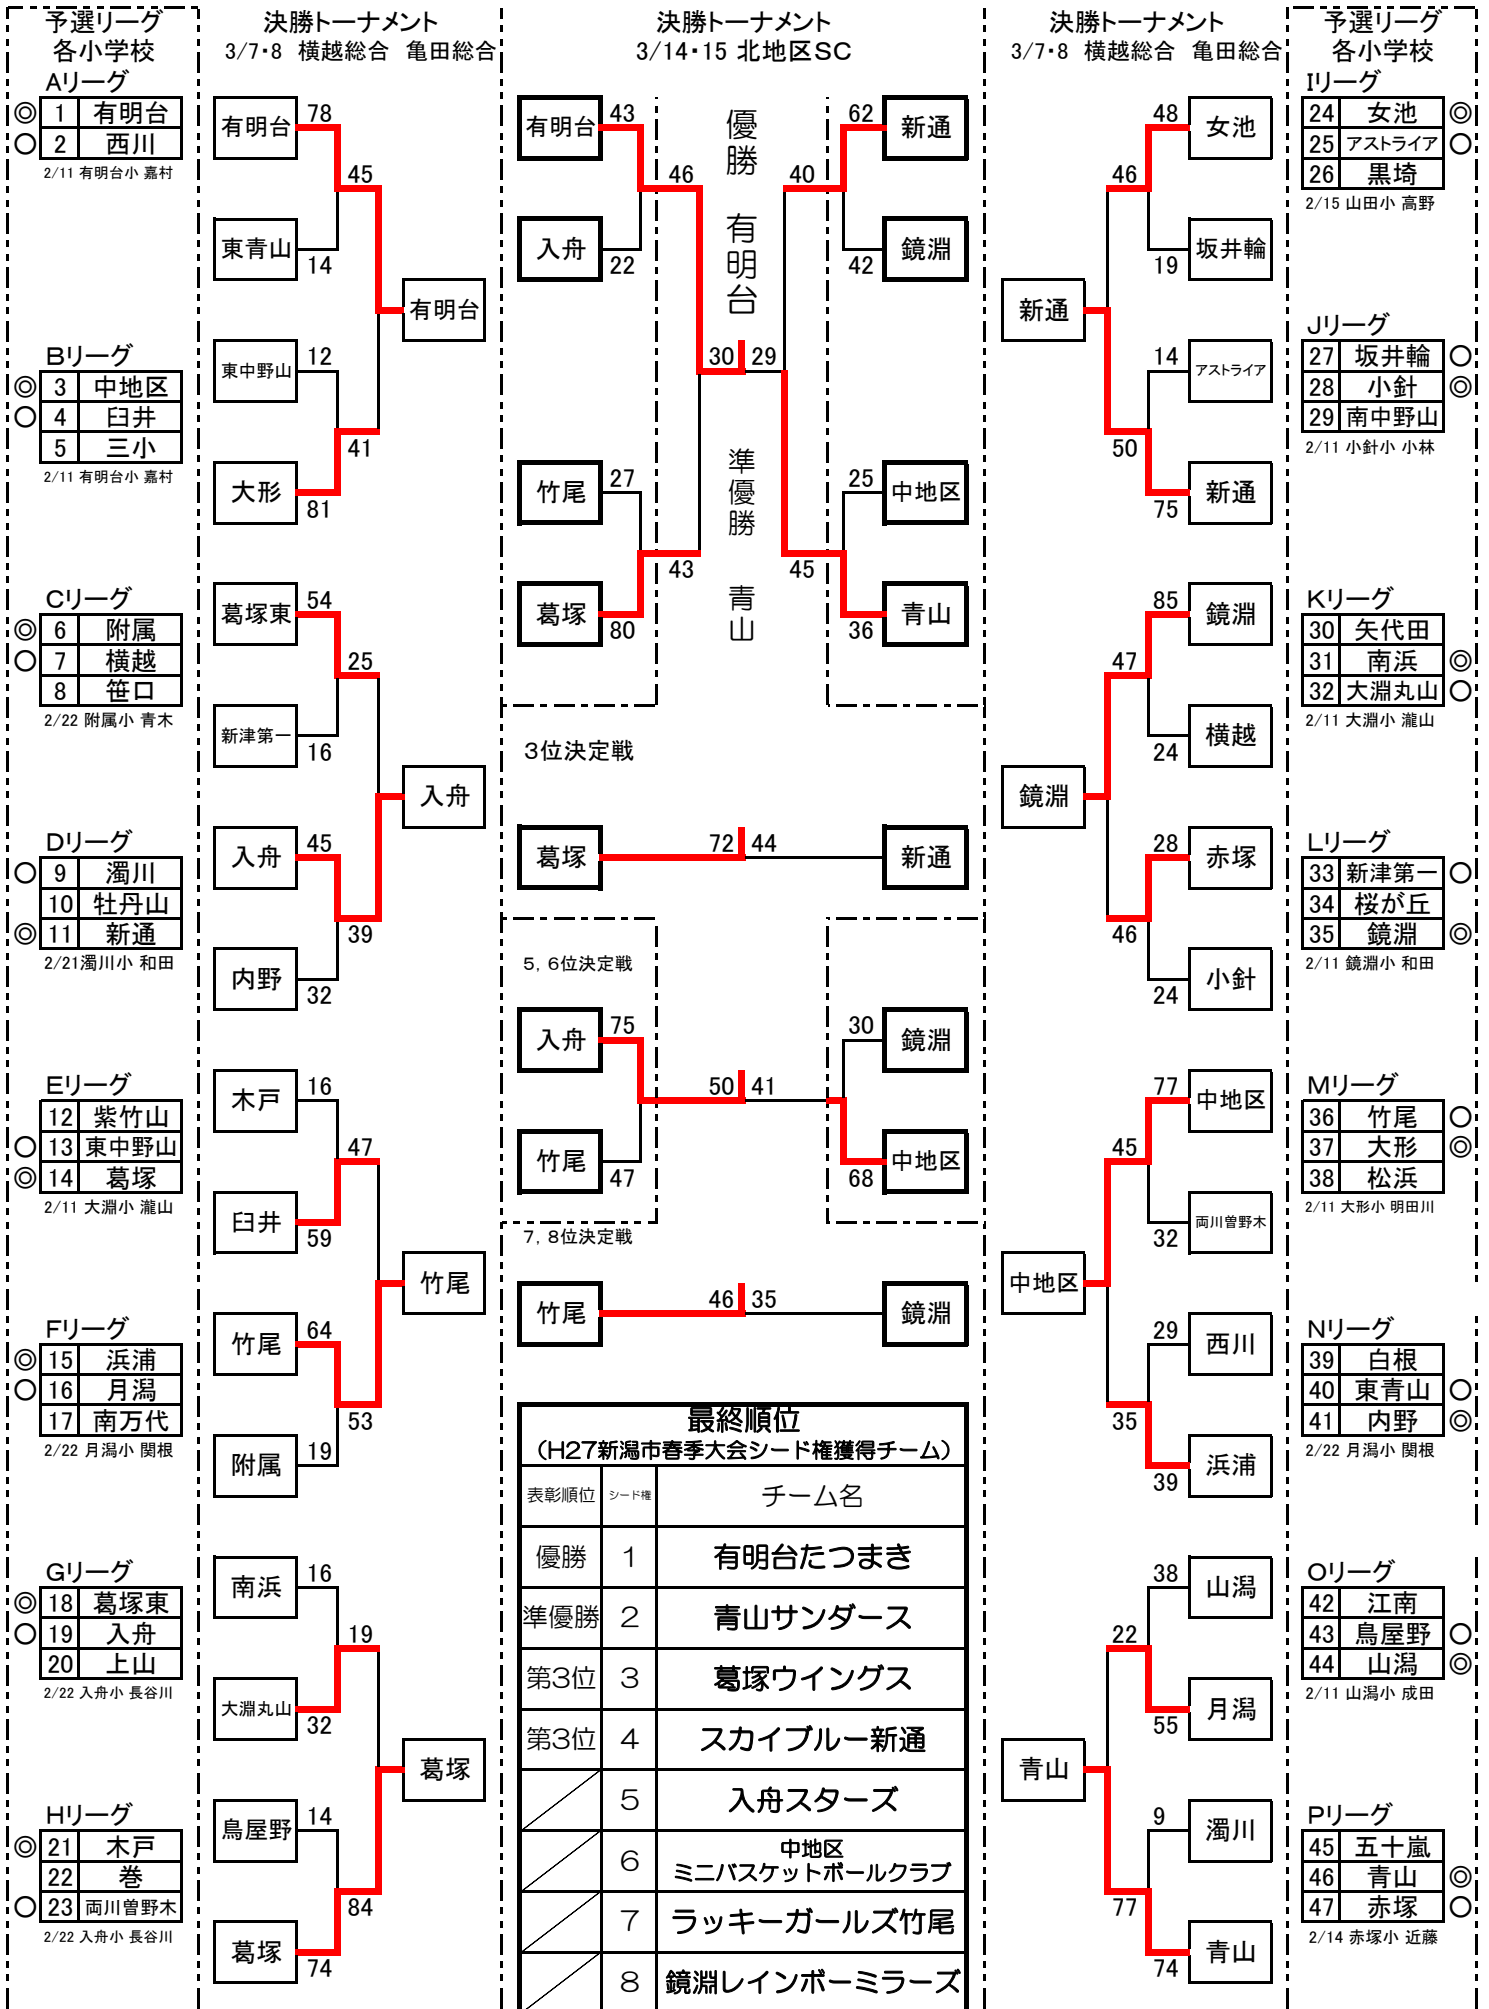 予選リーグ
各小学校
Aリーグ
◎ 1 有明台
○ 2 西川
2/11 有明台小 嘉村
Bリーグ
◎ 3 中地区
○ 4 臼井
5 三小
2/11 有明台小 嘉村
Cリーグ
◎ 6 附属
○ 7 横越
8 笹口
2/22 附属小 青木
Dリーグ
○ 9 濁川
10 牡丹山
◎ 11 新通
2/21濁川小 和田
Eリーグ
12 紫竹山
○ 13 東中野山
◎ 14 葛塚
2/11 大淵小 瀧山
Fリーグ
◎ 15 浜浦
○ 16 月潟
17 南万代
2/22 月潟小 関根
Gリーグ
◎ 18 葛塚東
○ 19 入舟
20 上山
2/22 入舟小 長谷川
Hリーグ
◎ 21 木戸
22 巻
○ 23 両川曽野木
2/22 入舟小 長谷川
決勝トーナメント
3/7・8 横越総合 亀田総合
有明台 78
45
東青山 14
有明台
東中野山 12
41
大形 81
葛塚東 54
25
新津第一 16
入舟
入舟 45
39
内野 32
木戸 16
47
臼井 59
竹尾
竹尾 64
53
附属 19
南浜 16
19
大淵丸山 32
葛塚
鳥屋野 14
84
葛塚 74
決勝トーナメント
3/14・15 北地区SC
有明台 43
46
入舟 22
竹尾 27
43
葛塚 80
30 29
優勝 有明台
準優勝 青山
62 新通
40
42 鏡淵
25 中地区
45
36 青山
3位決定戦
葛塚 72 44 新通
5,6位決定戦
入舟 75
竹尾 47
50 41
30 鏡淵
68 中地区
7,8位決定戦
竹尾 46 35 鏡淵
最終順位
（H27新潟市春季大会シード権獲得チーム）
表彰順位 シード権 チーム名
優勝 1 有明台たつまき
準優勝 2 青山サンダース
第3位 3 葛塚ウイングス
第3位 4 スカイブルー新通
5 入舟スターズ
6 中地区
ミニバスケットボールクラブ
7 ラッキーガールズ竹尾
8 鏡淵レインボーミラーズ
決勝トーナメント
3/7・8 横越総合 亀田総合
48 女池
46
19 坂井輪
新通
14 アストライア
50
75 新通
85 鏡淵
47
24 横越
鏡淵
28 赤塚
46
24 小針
77 中地区
45
32 両川曽野木
中地区
29 西川
35
39 浜浦
38 山潟
22
55 月潟
青山
9 濁川
77
74 青山
予選リーグ
各小学校
Iリーグ
24 女池 ◎
25 アストライア ○
26 黒埼
2/15 山田小 高野
Jリーグ
27 坂井輪 ○
28 小針 ◎
29 南中野山
2/11 小針小 小林
Kリーグ
30 矢代田
31 南浜 ◎
32 大淵丸山 ○
2/11 大淵小 瀧山
Lリーグ
33 新津第一 ○
34 桜が丘
35 鏡淵 ◎
2/11 鏡淵小 和田
Mリーグ
36 竹尾 ○
37 大形 ◎
38 松浜
2/11 大形小 明田川
Nリーグ
39 白根
40 東青山 ○
41 内野 ◎
2/22 月潟小 関根
Oリーグ
42 江南
43 鳥屋野 ○
44 山潟 ◎
2/11 山潟小 成田
Pリーグ
45 五十嵐
46 青山 ◎
47 赤塚 ○
2/14 赤塚小 近藤